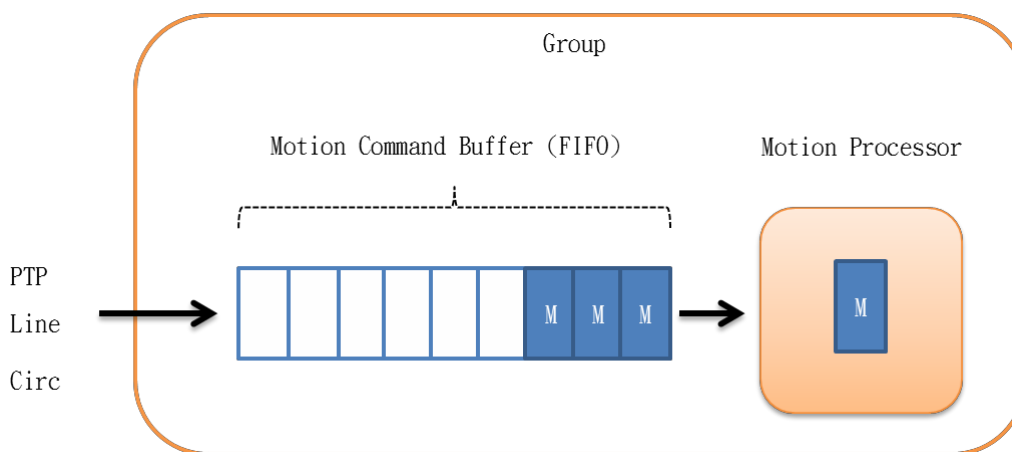 Group
Motion Command Buffer (FIFO)
Motion Processor
PTP
Line
Circ
M M M
M